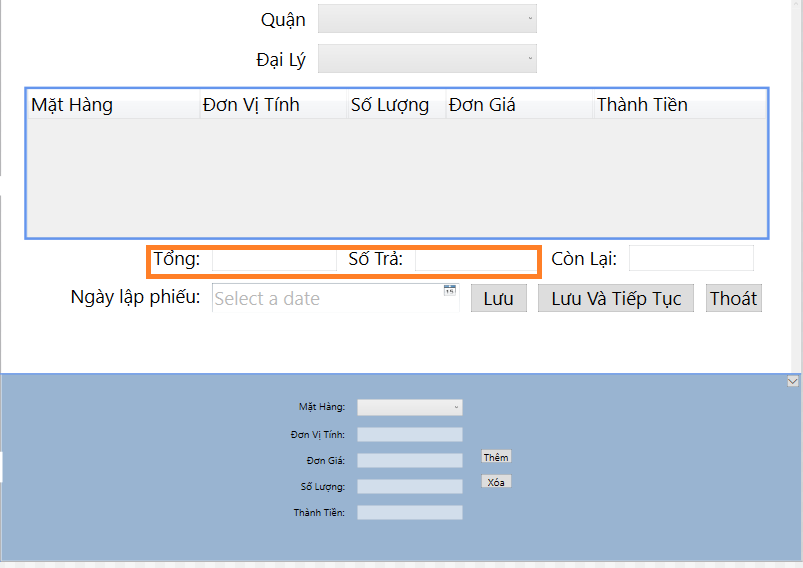 Quận
Đại Lý
Mặt Hàng Đơn Vị Tính Số Lượng Đơn Giá Thành Tiền
Tổng: Số Trả: Còn Lại:
Ngày lập phiếu: Select a date 15 Lưu Lưu Và Tiếp Tục Thoát
Mặt Hàng:
Đơn Vị Tính:
Đơn Giá: Thêm
Số Lượng: Xóa
Thành Tiền: